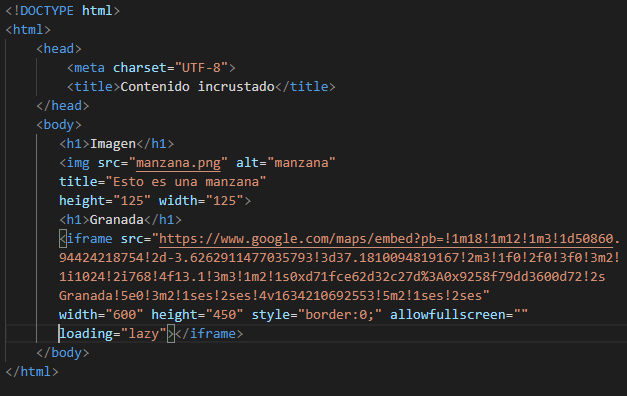 <!DOCTYPE html>
<html>
<head>
<meta charset="UTF-8">
<title>Contenido incrustado</title>
</head>
<body>
<h1>Imagen</h1>
<img src="manzana.png" alt="manzana"
title="Esto es una manzana"
height="125" width="125">
<h1>Granada</h1>
<iframe src="https://www.google.com/maps/embed?pb=!1m18!1m12!1m3!1d50860.
94424218754!2d-3.6262911477035793!3d37.1810094819167!2m3!1f0!2f0!3f0!3m2!
1i1024!2i768!4f13.1!3m3!1m2!1s0xd71fce62d32c27d%3A0x9258f79dd3600d72!2s
Granada!5e0!3m2!1ses!2ses!4v1634210692553!5m2!1ses!2ses"
width="600" height="450" style="border:0;" allowfullscreen=""
loading="lazy"></iframe>
</body>
</html>